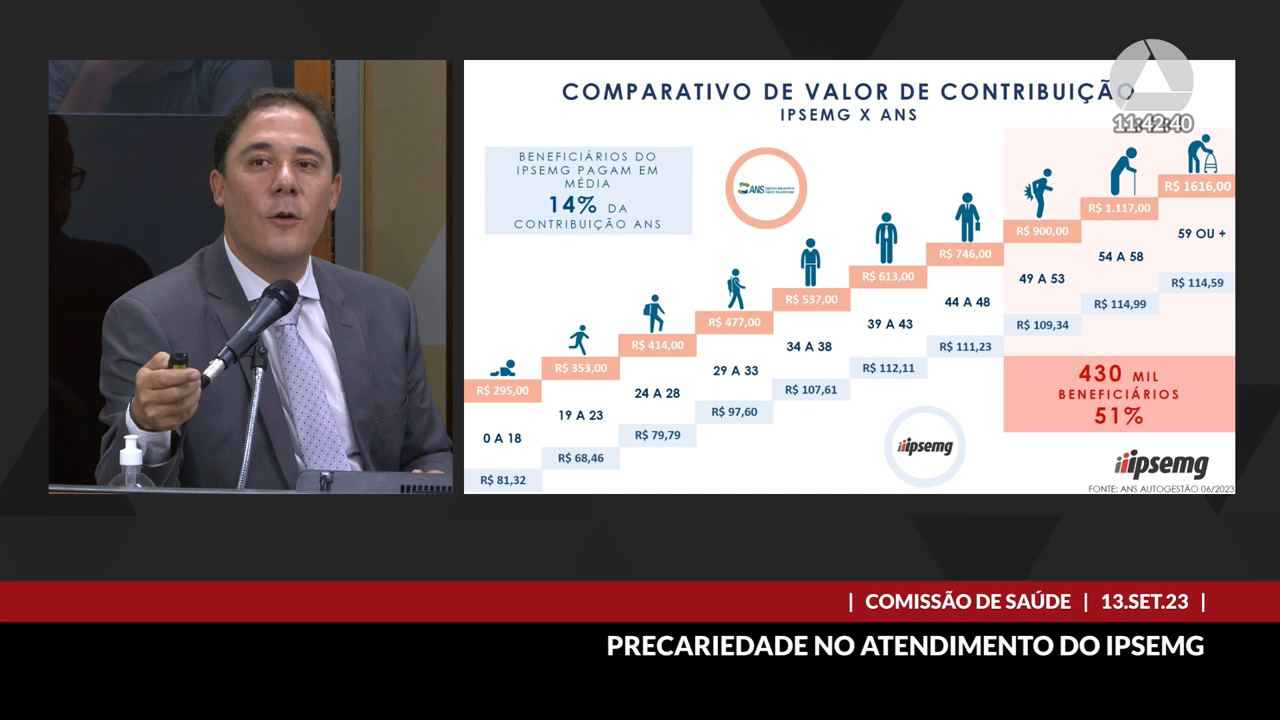 COMPARATIVO DE VALOR DE CONTRIBUIÇÃO
IPSEMG X ANS
11:42:40
BENEFICIÁRIOS DO
IPSEMG PAGAM EM
MÉDIA
14% DA
CONTRIBUIÇÃO ANS
ANS
R$ 295,00
0 A 18
R$ 81,32
R$ 353,00
19 A 23
R$ 68,46
R$ 414,00
24 A 28
R$ 79,79
R$ 477,00
29 A 33
R$ 97,60
R$ 537,00
34 A 38
R$ 107,61
R$ 613,00
39 A 43
R$ 112,11
R$ 746,00
44 A 48
R$ 111,23
R$ 900,00
49 A 53
R$ 109,34
R$ 1.117,00
54 A 58
R$ 114,99
R$ 1616,00
59 OU +
R$ 114,59
430 MIL
BENEFICIÁRIOS
51%
ipsemg
ipsemg
FONTE: ANS AUTOGESTÃO 06/2023
| COMISSÃO DE SAÚDE | 13.SET.23 |
PRECARIEDADE NO ATENDIMENTO DO IPSEMG